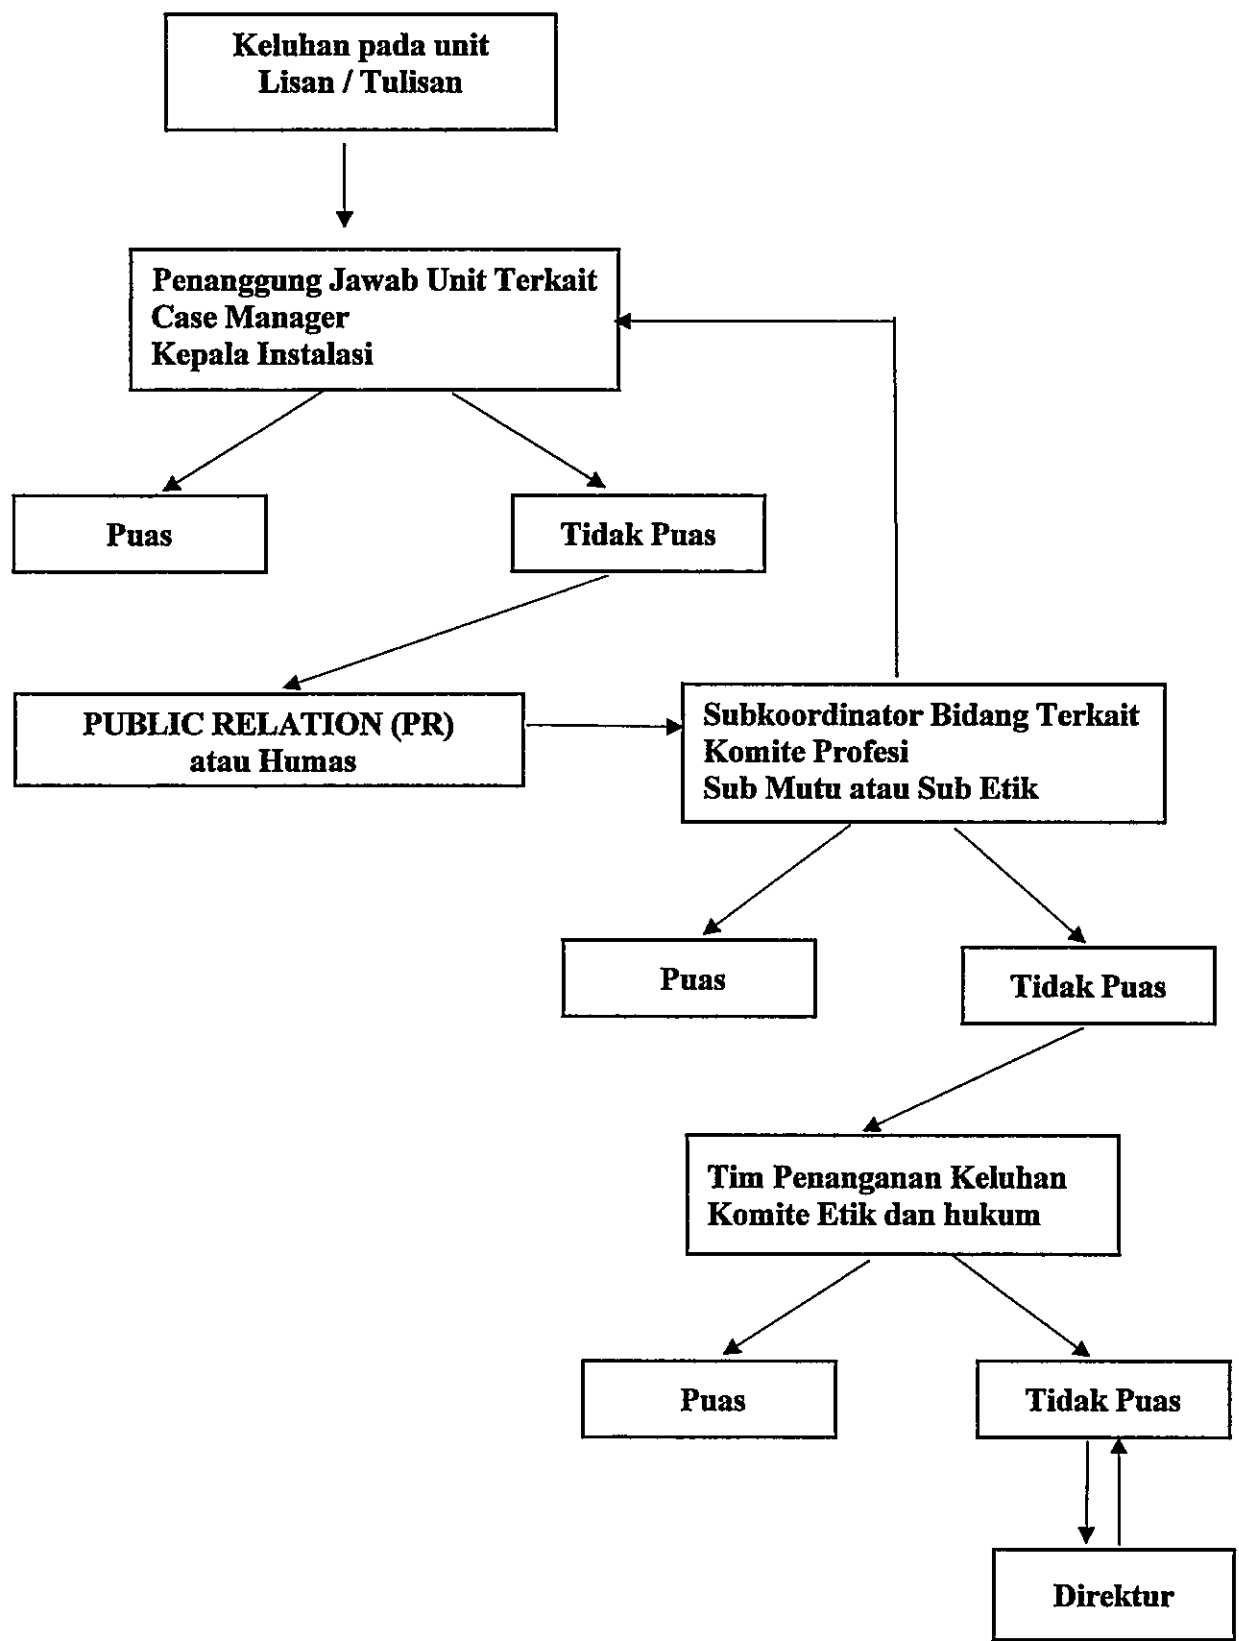 Keluhan pada unit
Lisan / Tulisan
Penanggung Jawab Unit Terkait
Case Manager
Kepala Instalasi
Puas
Tidak Puas
PUBLIC RELATION (PR)
atau Humas
Subkoordinator Bidang Terkait
Komite Profesi
Sub Mutu atau Sub Etik
Puas
Tidak Puas
Tim Penanganan Keluhan
Komite Etik dan hukum
Puas
Tidak Puas
Direktur